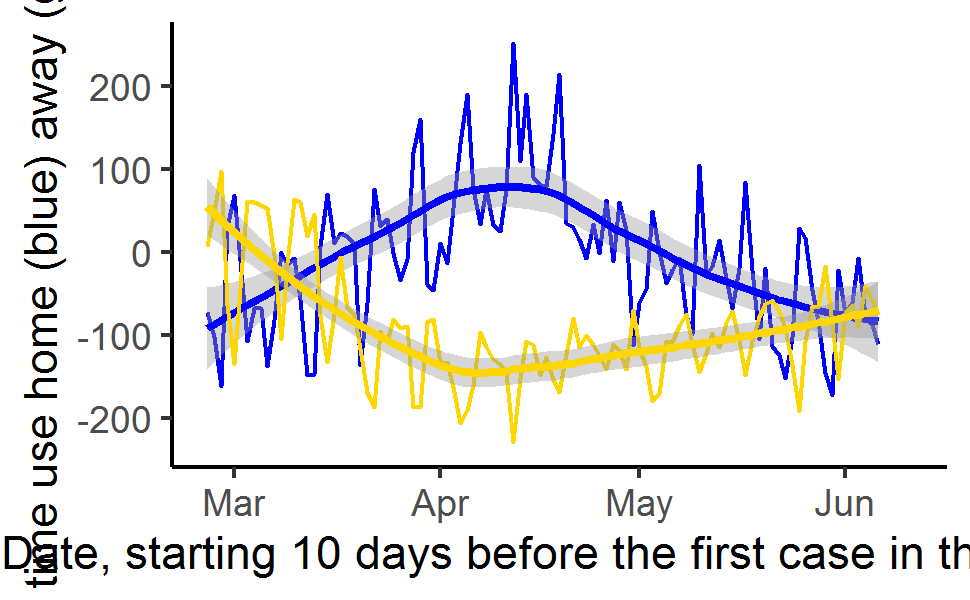 time use home (blue) away (
200
100
0
-100
-200
Mar Apr May Jun
Date, starting 10 days before the first case in th